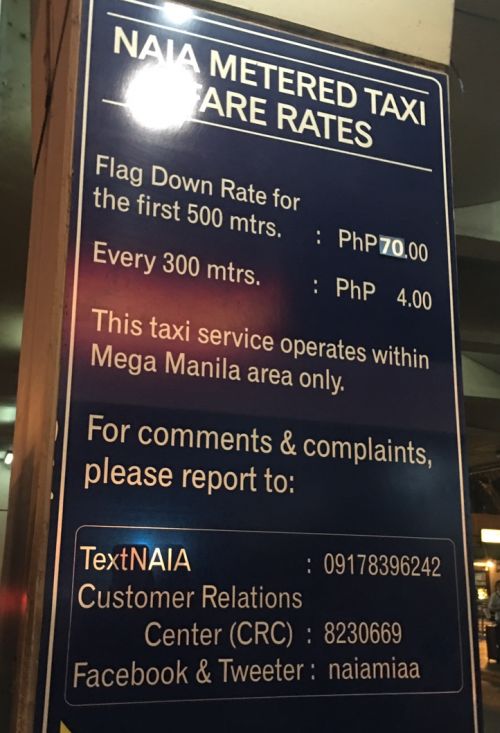 NAIA METERED TAXI
FARE RATES
Flag Down Rate for
the first 500 mtrs. : PhP70.00
Every 300 mtrs. : PhP 4.00
This taxi service operates within
Mega Manila area only.
For comments & complaints,
please report to:
TextNAIA : 09178396242
Customer Relations
Center (CRC) : 8230669
Facebook & Tweeter : naiamiaa